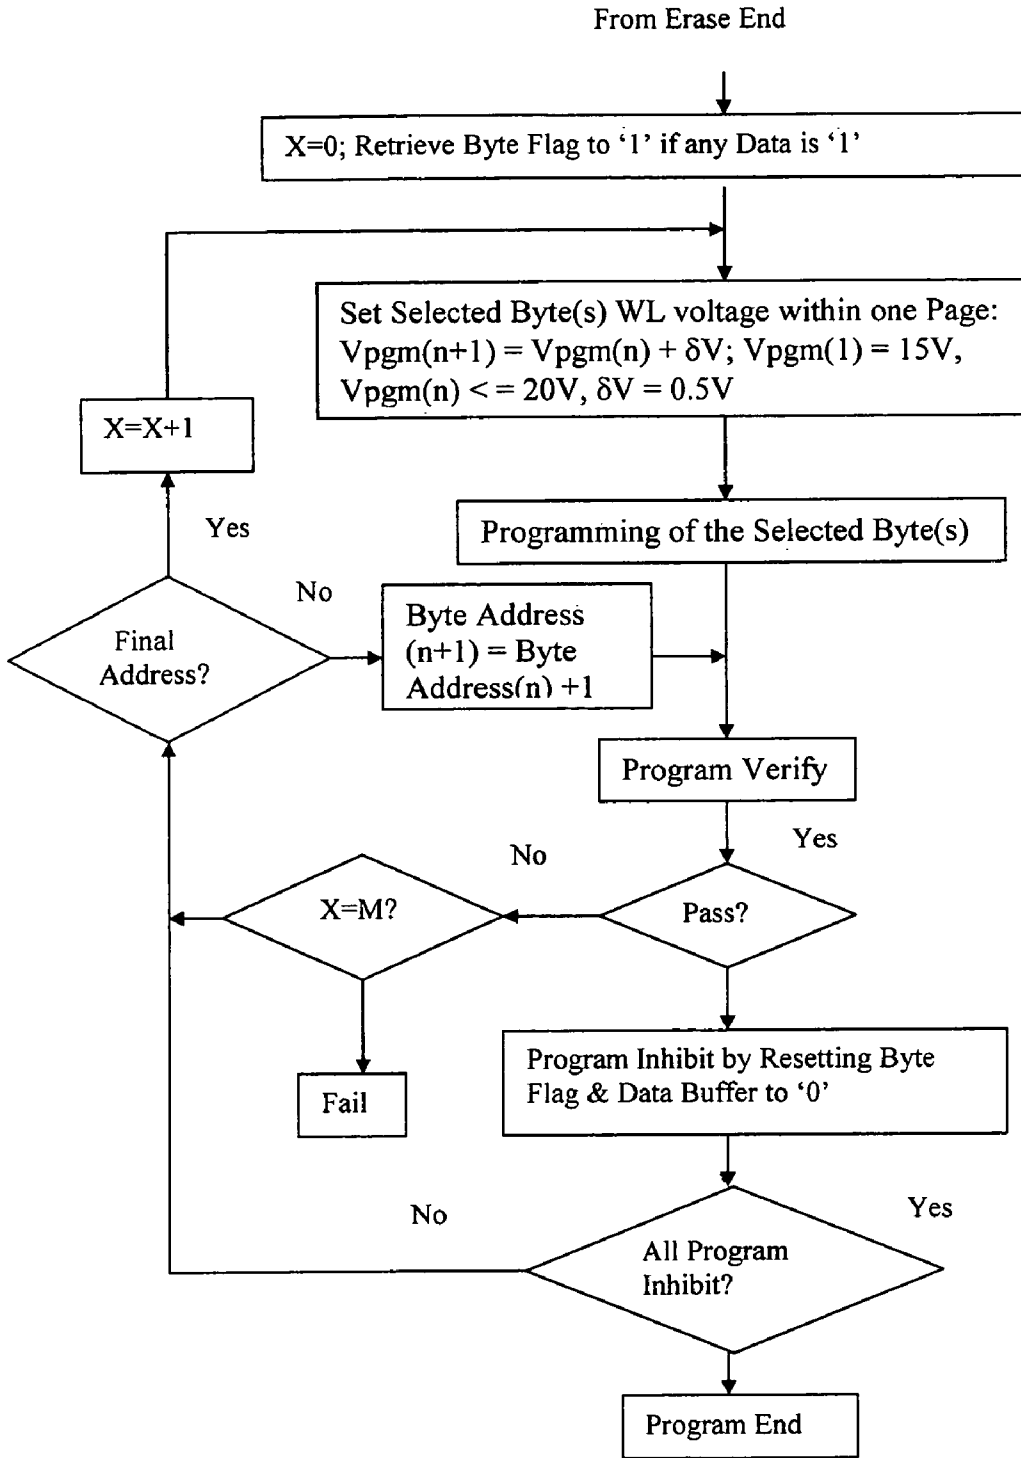 From Erase End
X=0; Retrieve Byte Flag to ‘1’ if any Data is ‘1’
Set Selected Byte(s) WL voltage within one Page:
Vpgm(n+1) = Vpgm(n) + δV; Vpgm(1) = 15V,
Vpgm(n) < = 20V, δV = 0.5V
X=X+1
Yes
Programming of the Selected Byte(s)
No
Byte Address
(n+1) = Byte
Address(n) +1
Final
Address?
Program Verify
Yes
No
X=M?
Pass?
Program Inhibit by Resetting Byte
Flag & Data Buffer to ‘0’
Fail
No
Yes
All Program
Inhibit?
Program End